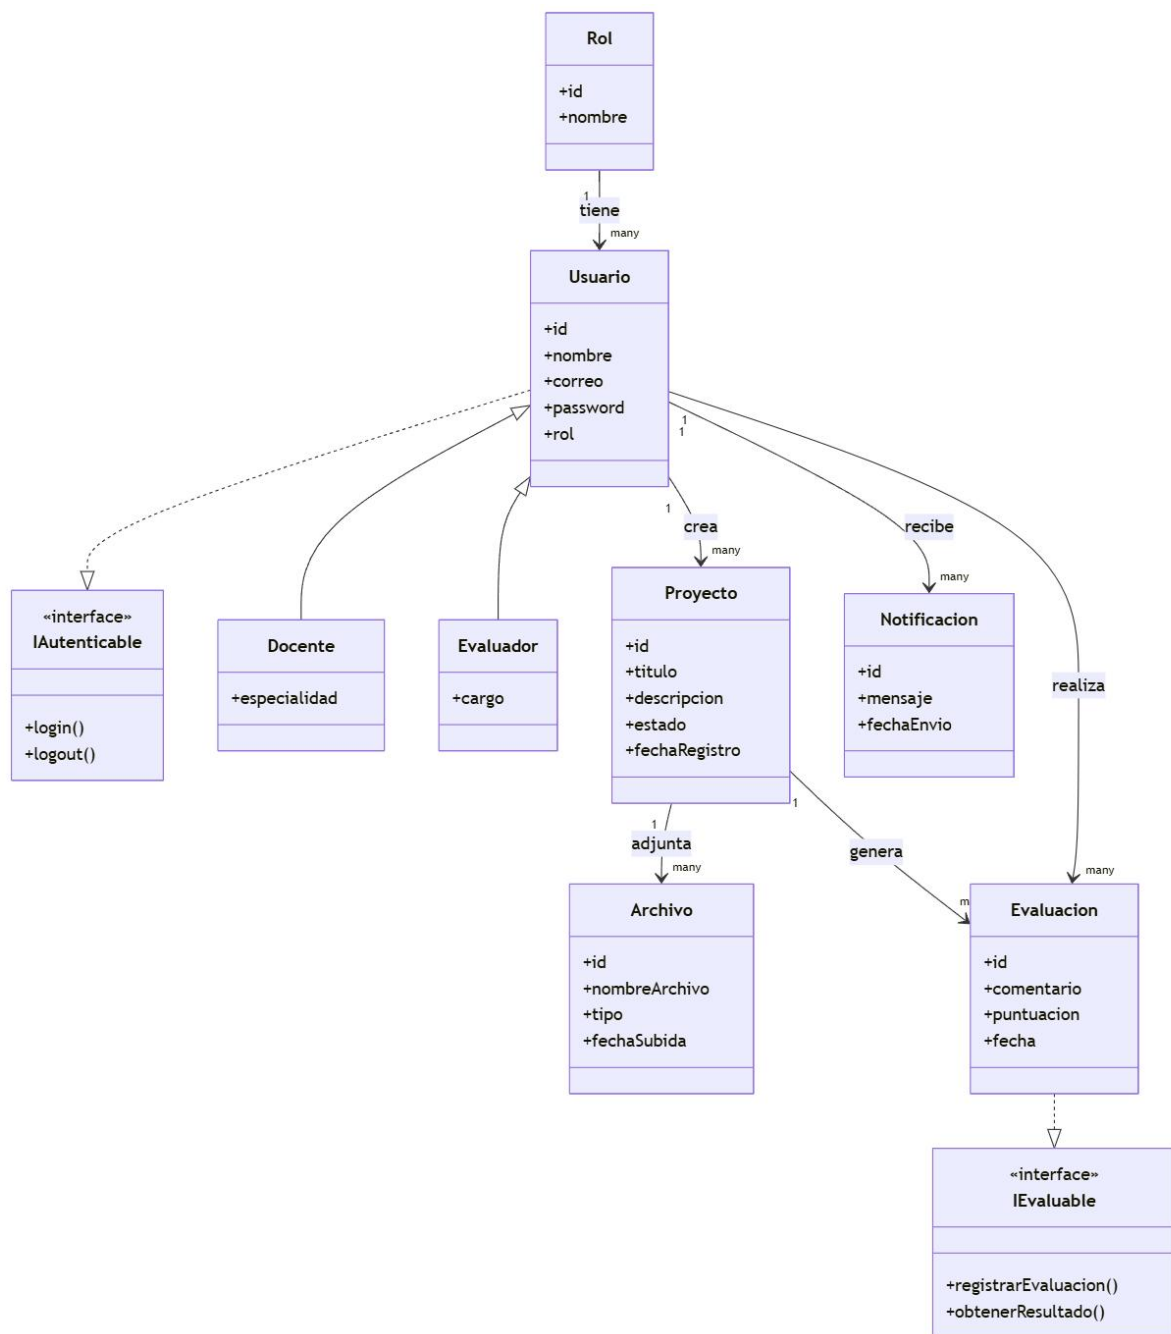 Rol
+id
+nombre
1
tiene
many
Usuario
+id
+nombre
+correo
+password
+rol
1
1
1
crea
many
recibe
many
realiza
many
«interface»
IAutenticable
+login()
+logout()
Docente
+especialidad
Evaluador
+cargo
Proyecto
+id
+titulo
+descripcion
+estado
+fechaRegistro
Notificacion
+id
+mensaje
+fechaEnvio
1
adjunta
many
1
genera
m
Archivo
+id
+nombreArchivo
+tipo
+fechaSubida
Evaluacion
+id
+comentario
+puntuacion
+fecha
«interface»
IEvaluable
+registrarEvaluacion()
+obtenerResultado()